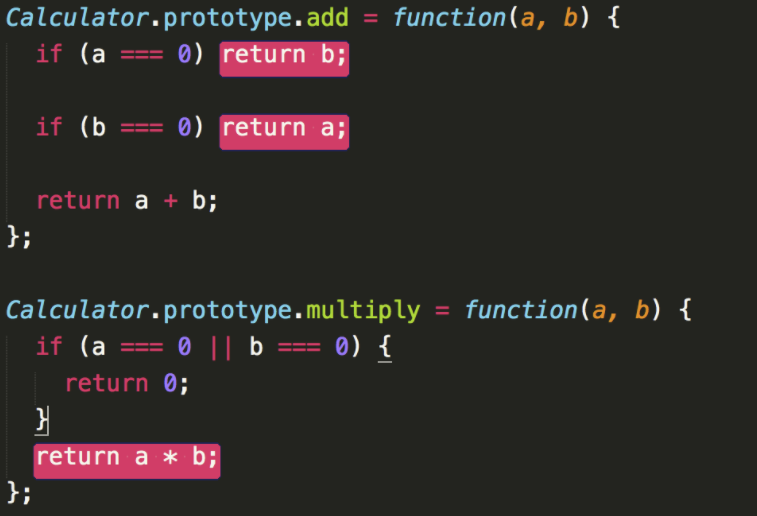 Calculator.prototype.add = function(a, b) {
if (a === 0) return b;
if (b === 0) return a;
return a + b;
};
Calculator.prototype.multiply = function(a, b) {
if (a === 0 || b === 0) {
return 0;
}
return a * b;
};